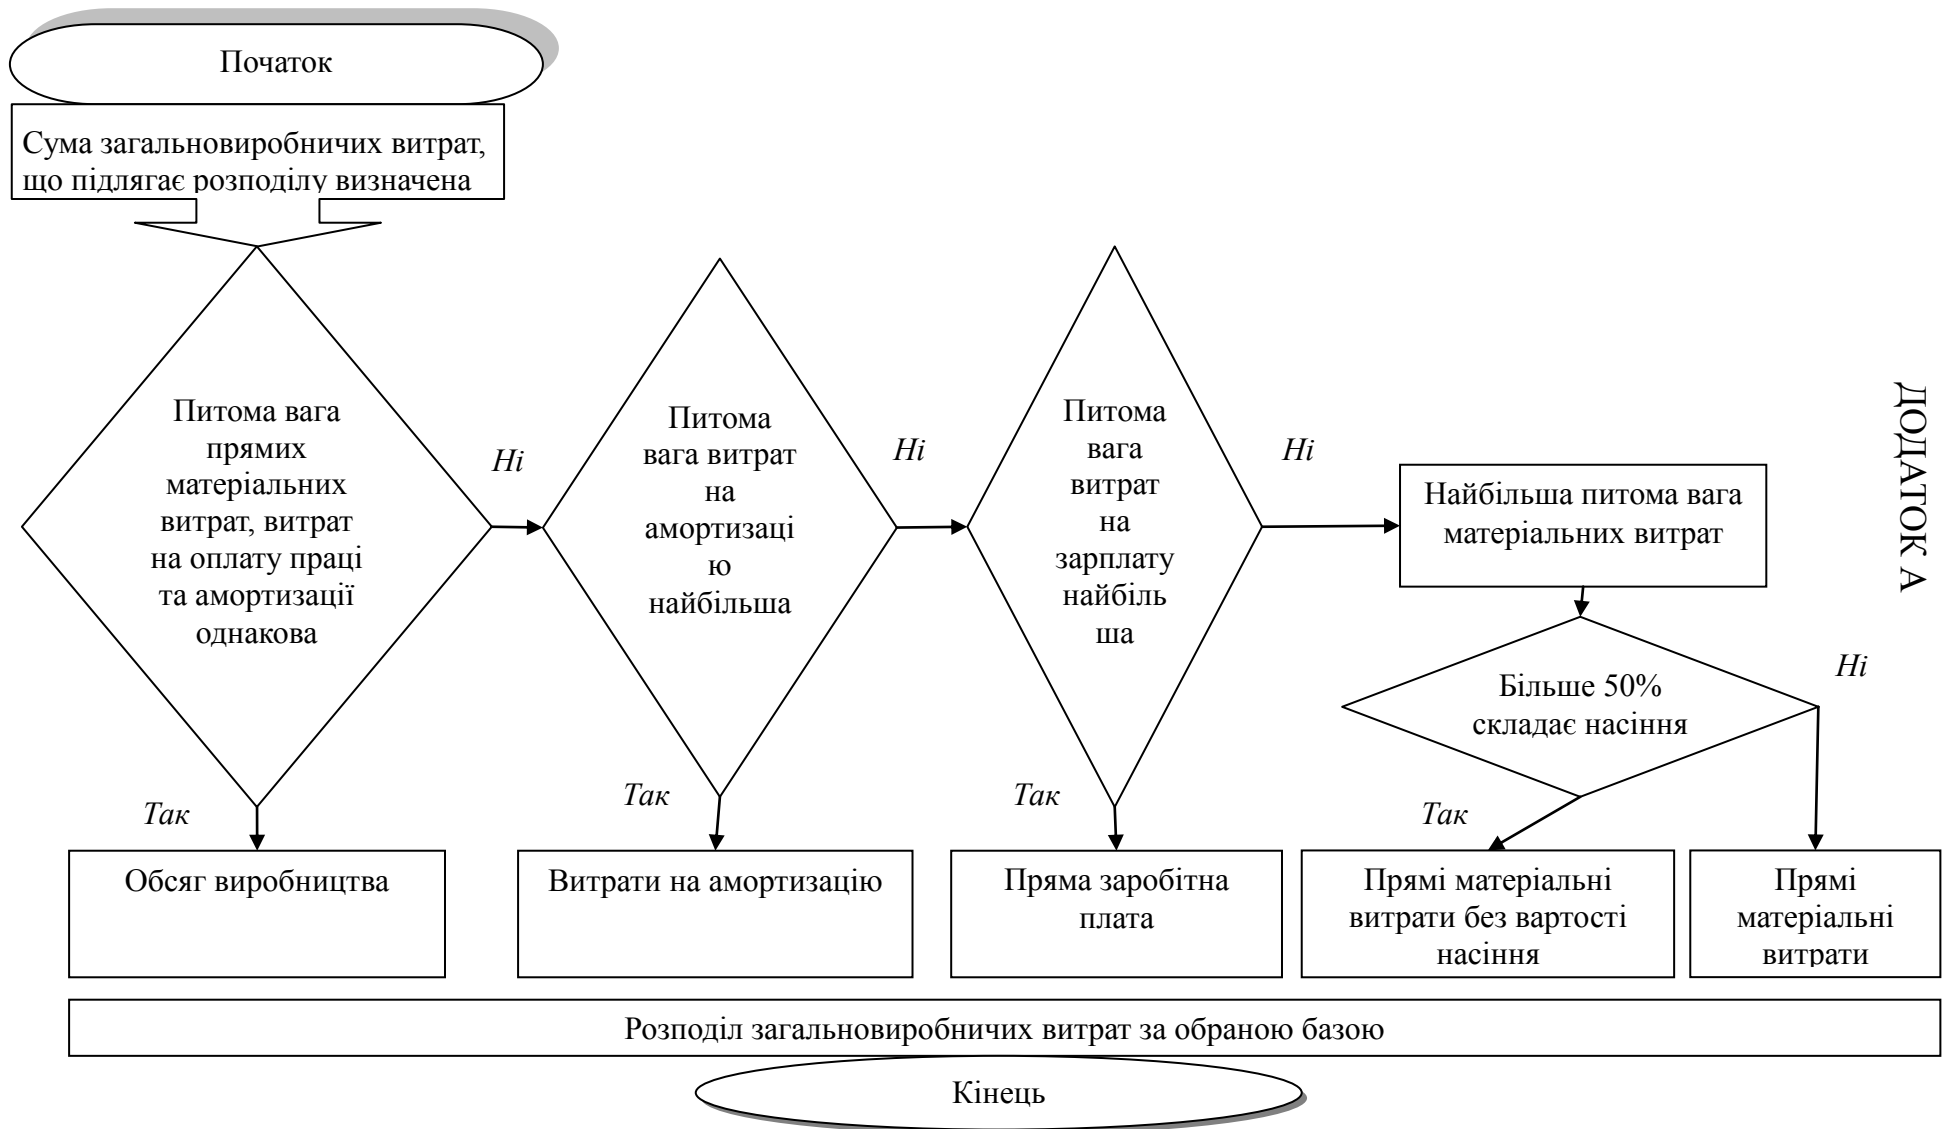 Початок
Сума загальновиробничих витрат,
що підлягає розподілу визначена
Питома вага
прямих
матеріальних
витрат, витрат
на оплату праці
та амортизації
однакова
Ні
Питома
вага витрат
на
амортизаці
ю
найбільша
Ні
Питома
вага
витрат
на
зарплату
найбіль
ша
Ні
Найбільша питома вага
матеріальних витрат
ДОДАТОК А
Більше 50%
складає насіння
Ні
Так
Так
Так
Так
Обсяг виробництва
Витрати на амортизацію
Пряма заробітна
плата
Прямі матеріальні
витрати без вартості
насіння
Прямі
матеріальні
витрати
Розподіл загальновиробничих витрат за обраною базою
Кінець